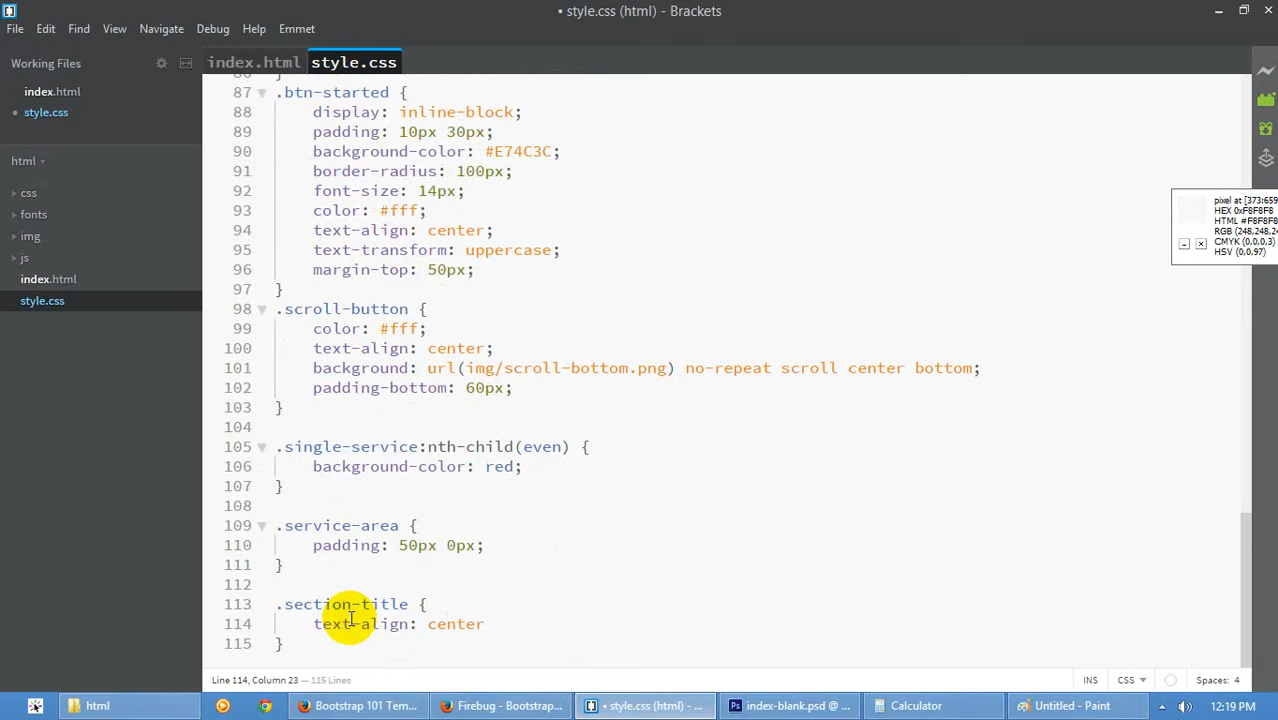 • style.css (html) - Brackets
File Edit Find View Navigate Debug Help Emmet
Working Files
index.html
• style.css
html
css
fonts
img
js
index.html
style.css
index.html style.css
87 .btn-started {
88 display: inline-block;
89 padding: 10px 30px;
90 background-color: #E74C3C;
91 border-radius: 100px;
92 font-size: 14px;
93 color: #fff;
94 text-align: center;
95 text-transform: uppercase;
96 margin-top: 50px;
97 }
98 .scroll-button {
99 color: #fff;
100 text-align: center;
101 background: url(img/scroll-bottom.png) no-repeat scroll center bottom;
102 padding-bottom: 60px;
103 }
104
105 .single-service:nth-child(even) {
106 background-color: red;
107 }
108
109 .service-area {
110 padding: 50px 0px;
111 }
112
113 .section-title {
114 text-align: center
115 }
pixel at [373:659
HEX 0xF8F8F8
HTML #F8F8F8
RGB (248,248,24
CMYK (0,0,0,3)
HSV (0,0,97)
Line 114, Column 23 — 115 Lines
INS CSS Spaces: 4
html Bootstrap 101 Tem... Firebug - Bootstrap... • style.css (html) - ... index-blank.psd @ ... Calculator Untitled - Paint 12:19 PM